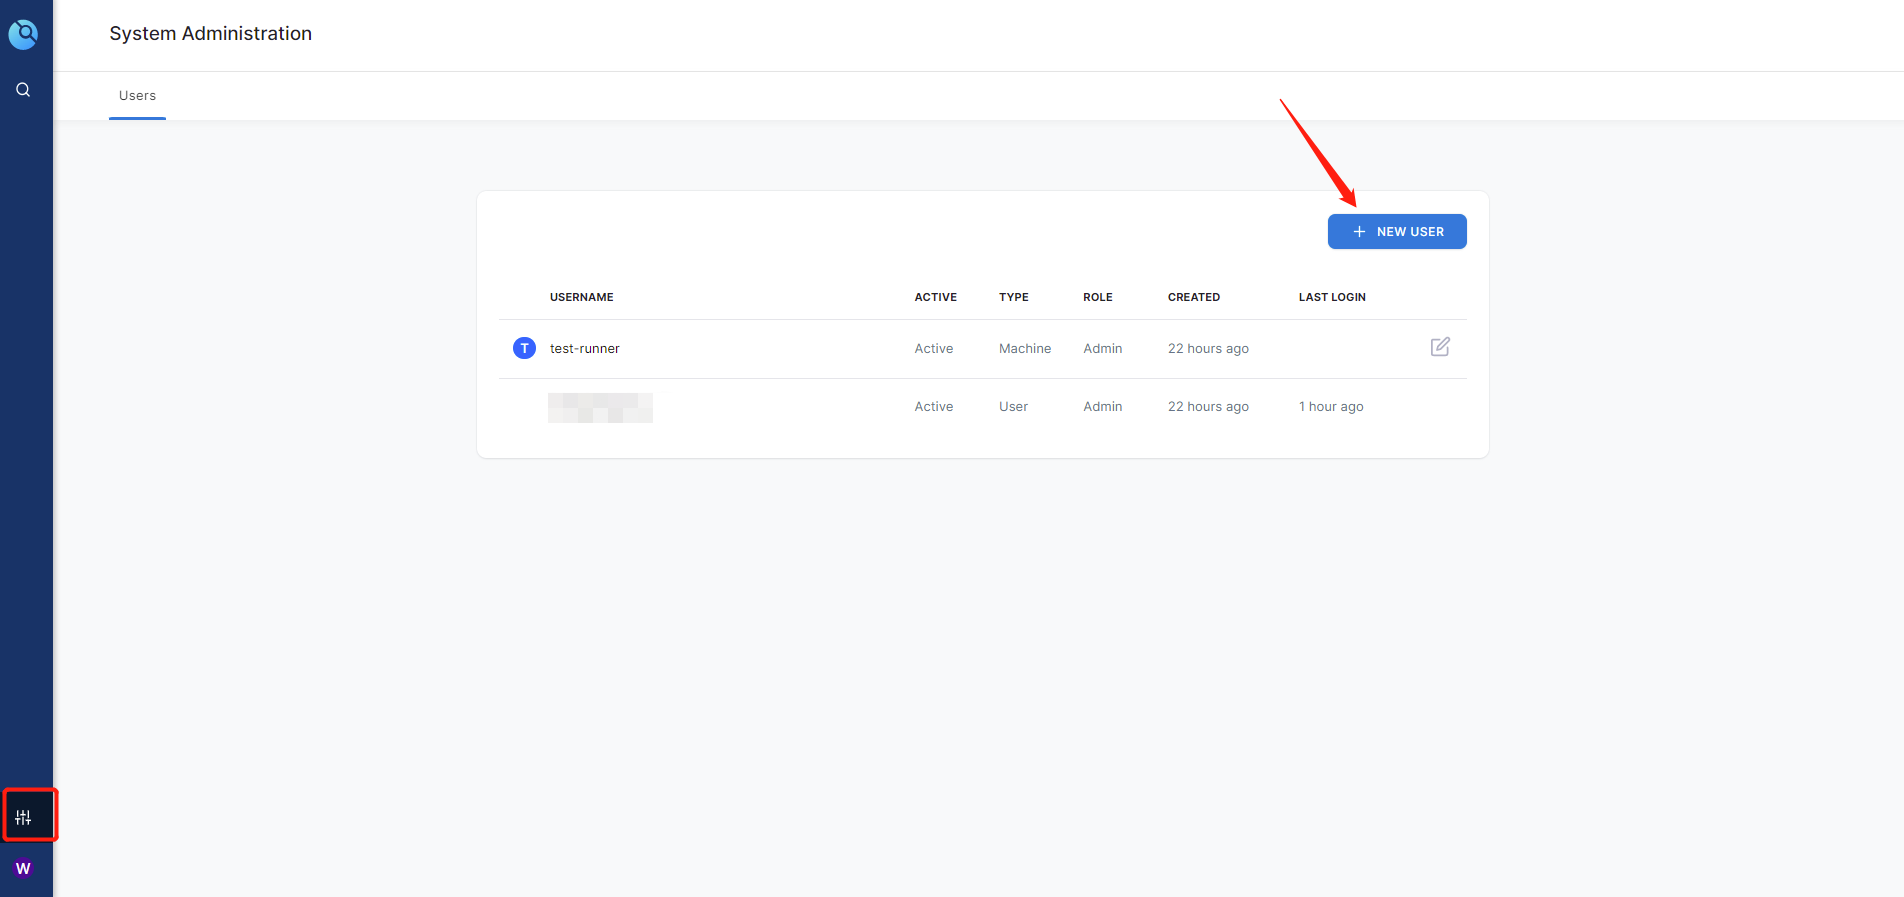 System Administration
Users
NEW USER
USERNAME ACTIVE TYPE ROLE CREATED LAST LOGIN
T test-runner Active Machine Admin 22 hours ago
Active User Admin 22 hours ago 1 hour ago
W